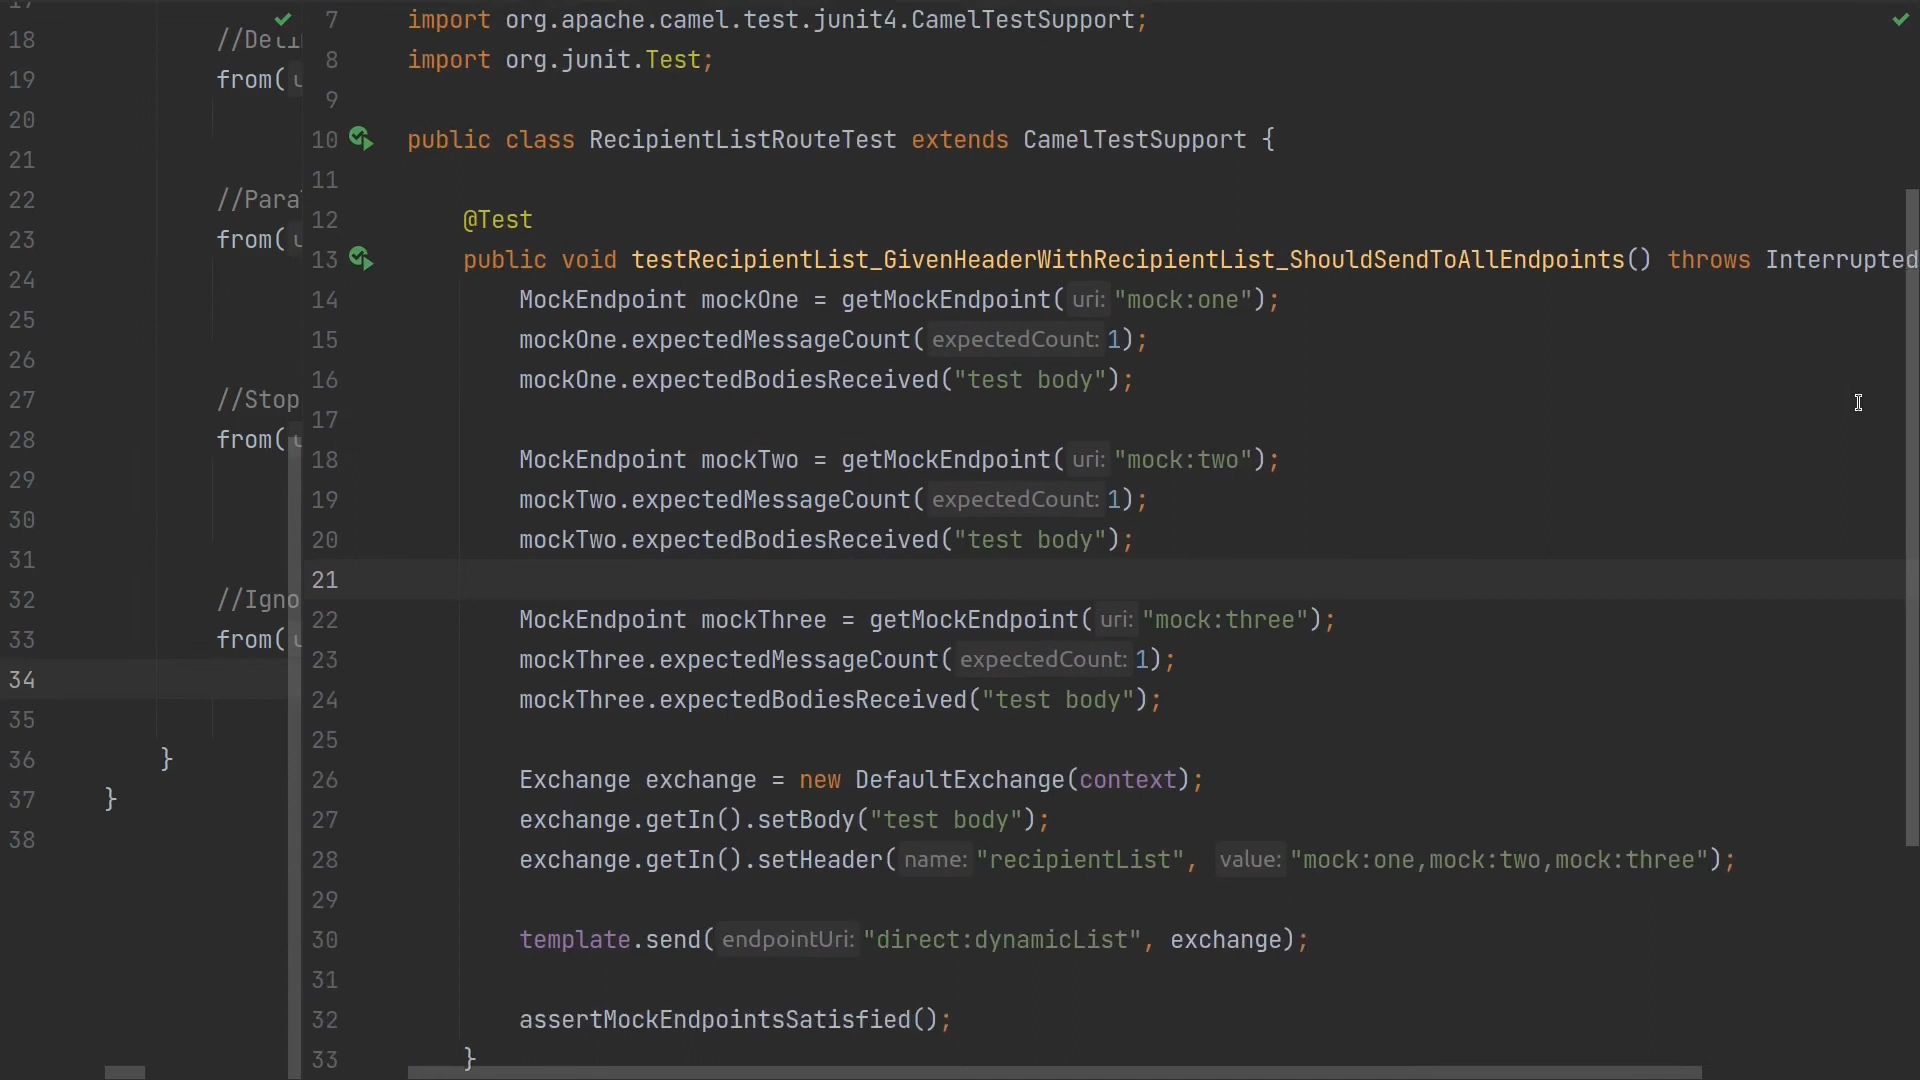 17
18 //Defi
19 from(
20
21
22 //Para
23 from(
24
25
26
27 //Stop
28 from(
29
30
31
32 //Igno
33 from(
34
35
36 }
37 }
38
7 import org.apache.camel.test.junit4.CamelTestSupport;
8 import org.junit.Test;
9
10 public class RecipientListRouteTest extends CamelTestSupport {
11
12 @Test
13 public void testRecipientList_GivenHeaderWithRecipientList_ShouldSendToAllEndpoints() throws Interrupted
14 MockEndpoint mockOne = getMockEndpoint( uri: "mock:one");
15 mockOne.expectedMessageCount( expectedCount: 1);
16 mockOne.expectedBodiesReceived("test body");
17
18 MockEndpoint mockTwo = getMockEndpoint( uri: "mock:two");
19 mockTwo.expectedMessageCount( expectedCount: 1);
20 mockTwo.expectedBodiesReceived("test body");
21
22 MockEndpoint mockThree = getMockEndpoint( uri: "mock:three");
23 mockThree.expectedMessageCount( expectedCount: 1);
24 mockThree.expectedBodiesReceived("test body");
25
26 Exchange exchange = new DefaultExchange(context);
27 exchange.getIn().setBody("test body");
28 exchange.getIn().setHeader( name: "recipientList", value: "mock:one,mock:two,mock:three");
29
30 template.send( endpointUri: "direct:dynamicList", exchange);
31
32 assertMockEndpointsSatisfied();
33 }